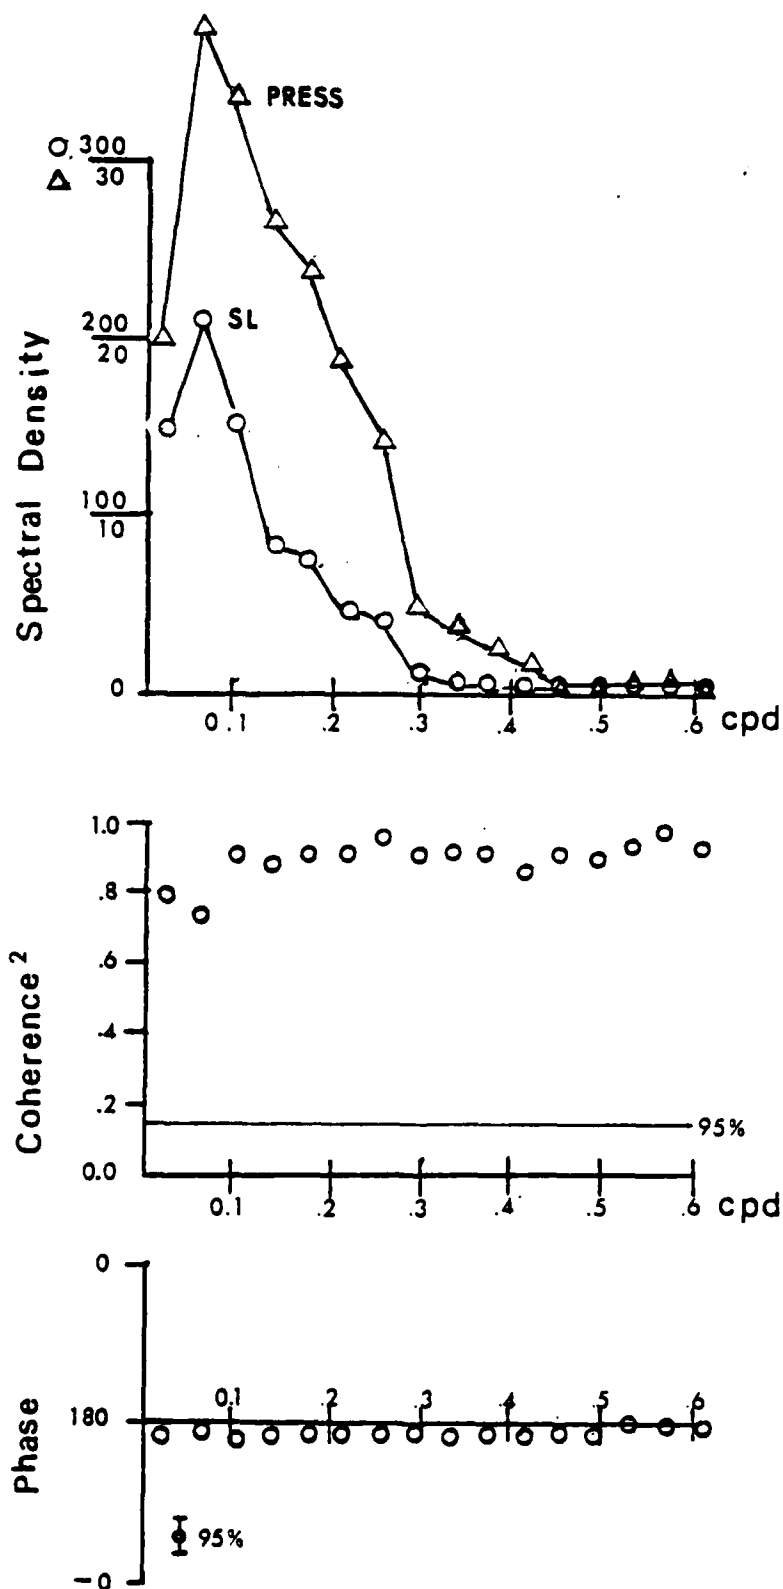 PRESS
300
30
SL
200
20
100
10
0
Spectral Density
0.1 .2 .3 .4 .5 .6 cpd
1.0
.8
.6
.4
.2
0.0
Coherence²
95%
0.1 .2 .3 .4 .5 .6 cpd
0
180
-0
Phase
0.1 .2 .3 .4 .5 .6
95%